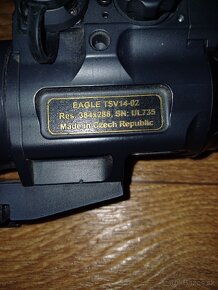 EAGLE TSV14-02
Res. 384x288, SN: UL735
Made in Czech Republic